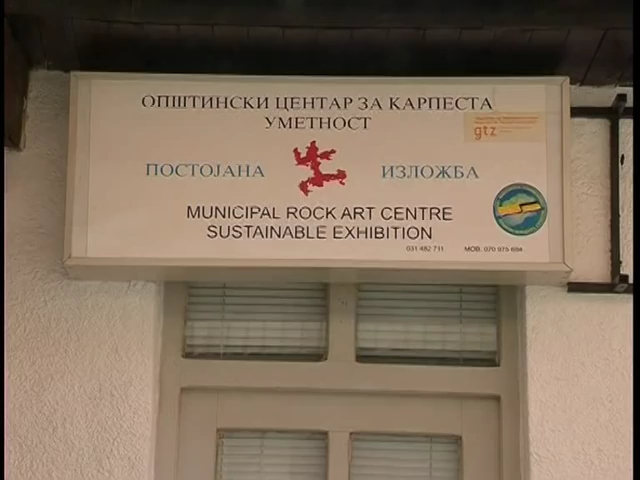 ОПШТИНСКИ ЦЕНТАР ЗА КАРПЕСТА
УМЕТНОСТ
gtz
ПОСТОЈАНА ИЗЛОЖБА
MUNICIPAL ROCK ART CENTRE
SUSTAINABLE EXHIBITION
031 482 711 МОВ. 070 975 684